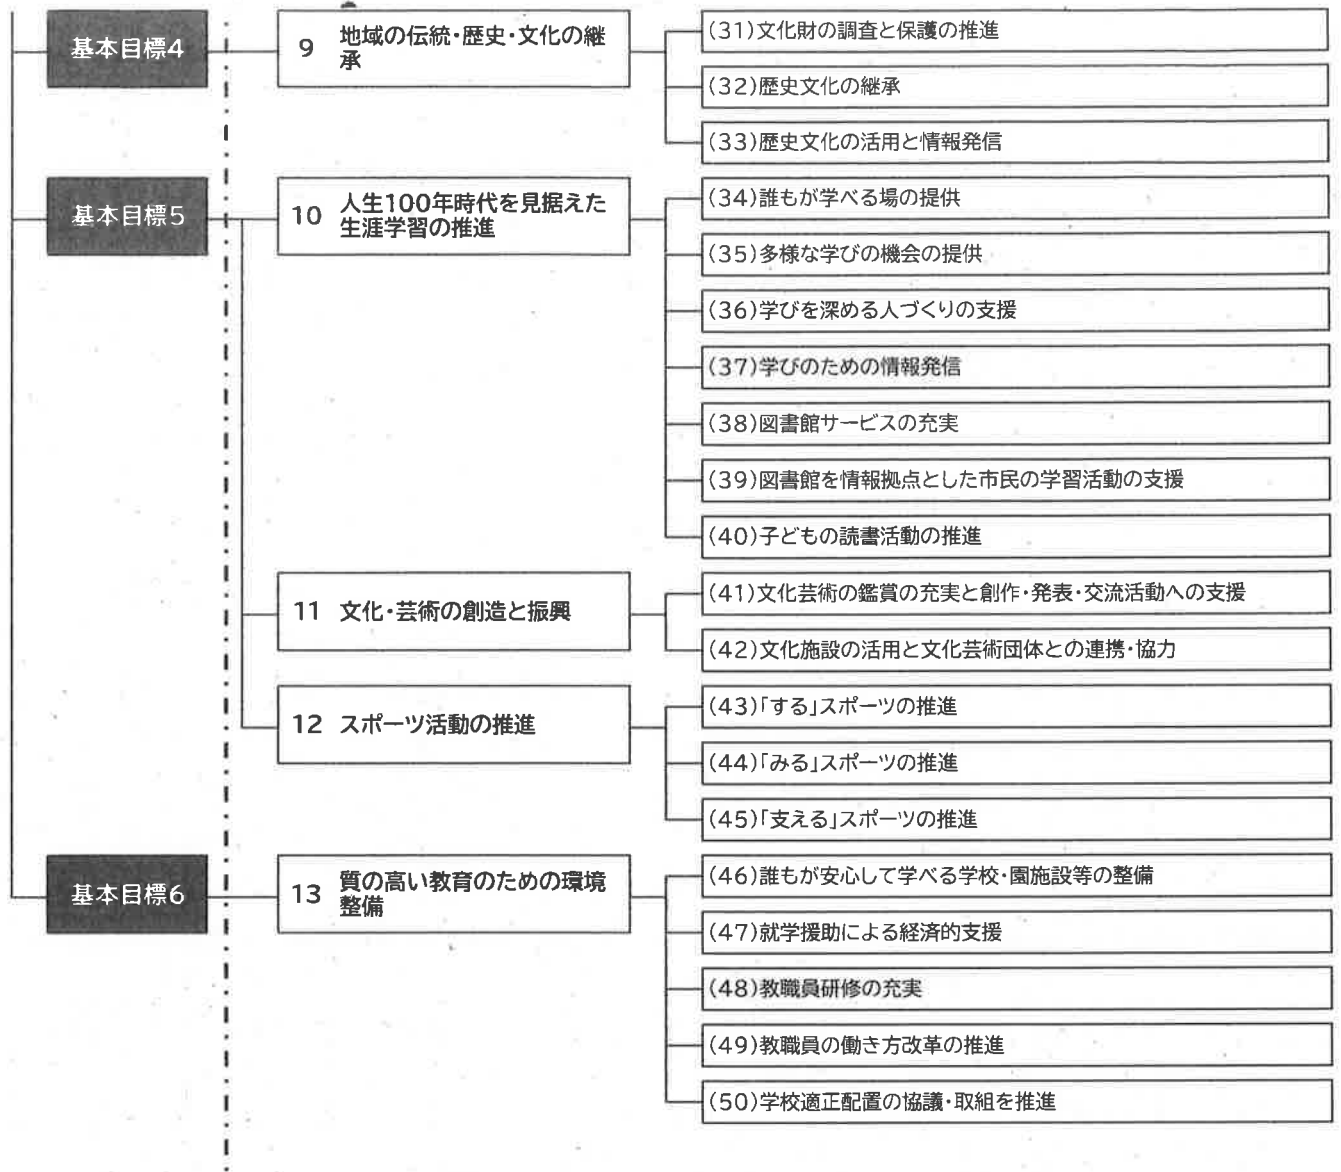 基本目標4
9 地域の伝統・歴史・文化の継
承
(31)文化財の調査と保護の推進
(32)歴史文化の継承
(33)歴史文化の活用と情報発信
基本目標5
10 人生100年時代を見据えた
生涯学習の推進
(34)誰もが学べる場の提供
(35)多様な学びの機会の提供
(36)学びを深める人づくりの支援
(37)学びのための情報発信
(38)図書館サービスの充実
(39)図書館を情報拠点とした市民の学習活動の支援
(40)子どもの読書活動の推進
11 文化・芸術の創造と振興
(41)文化芸術の鑑賞の充実と創作・発表・交流活動への支援
(42)文化施設の活用と文化芸術団体との連携・協力
12 スポーツ活動の推進
(43)「する」スポーツの推進
(44)「みる」スポーツの推進
(45)「支える」スポーツの推進
基本目標6
13 質の高い教育のための環境
整備
(46)誰もが安心して学べる学校・園施設等の整備
(47)就学援助による経済的支援
(48)教職員研修の充実
(49)教職員の働き方改革の推進
(50)学校適正配置の協議・取組を推進